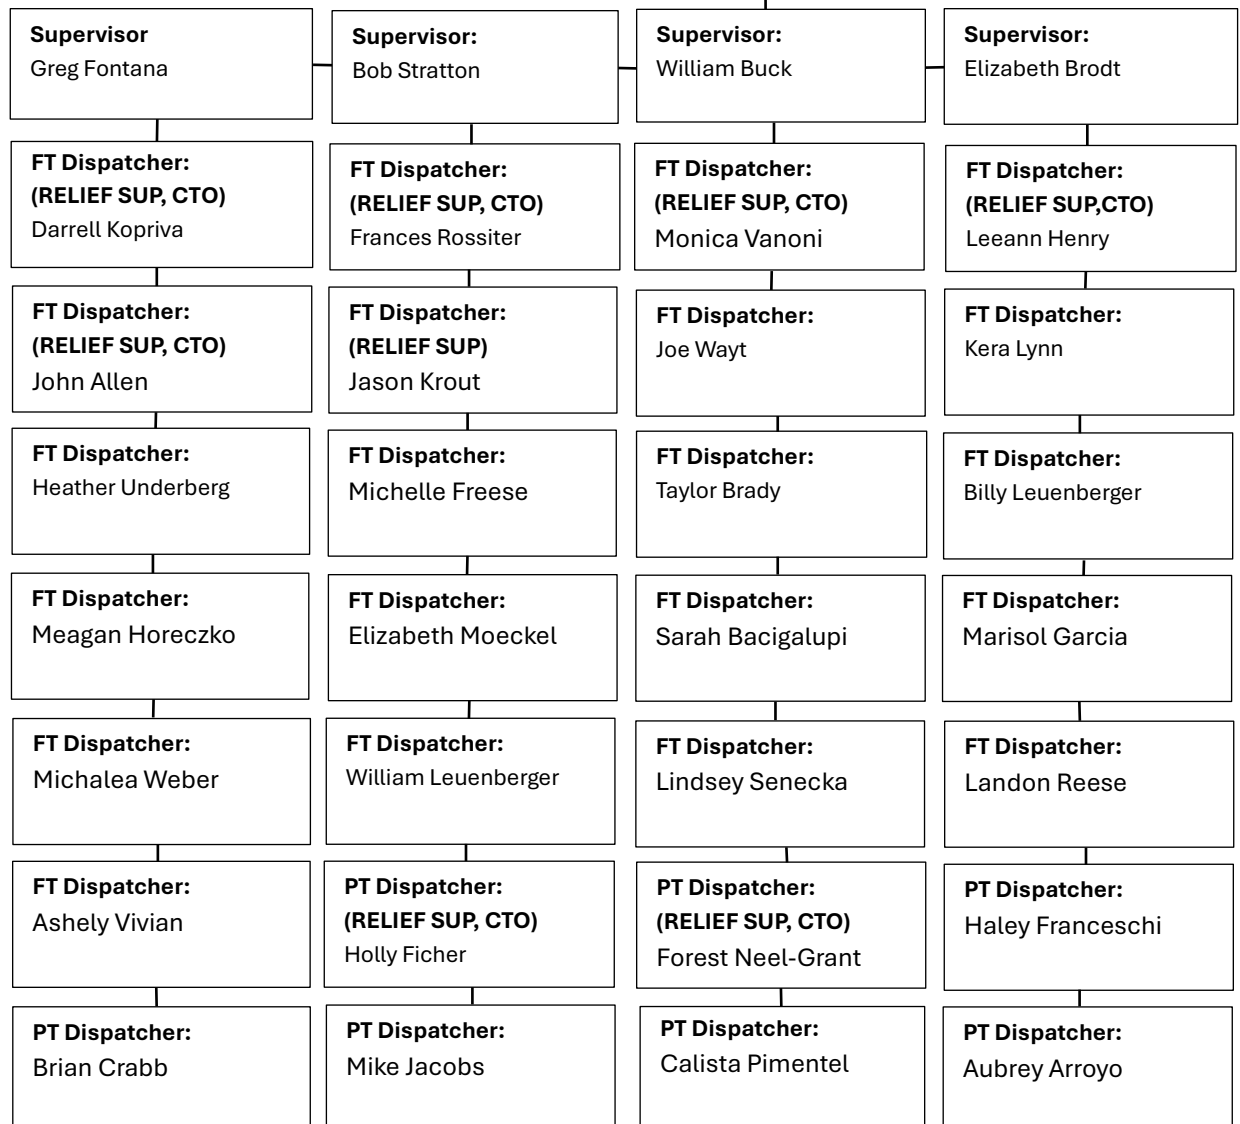 Supervisor
Greg Fontana
Supervisor:
Bob Stratton
Supervisor:
William Buck
Supervisor:
Elizabeth Brodt
FT Dispatcher:
(RELIEF SUP, CTO)
Darrell Kopriva
FT Dispatcher:
(RELIEF SUP, CTO)
Frances Rossiter
FT Dispatcher:
(RELIEF SUP, CTO)
Monica Vanoni
FT Dispatcher:
(RELIEF SUP,CTO)
Leeann Henry
FT Dispatcher:
(RELIEF SUP, CTO)
John Allen
FT Dispatcher:
(RELIEF SUP)
Jason Krout
FT Dispatcher:
Joe Wayt
FT Dispatcher:
Kera Lynn
FT Dispatcher:
Heather Underberg
FT Dispatcher:
Michelle Freese
FT Dispatcher:
Taylor Brady
FT Dispatcher:
Billy Leuenberger
FT Dispatcher:
Meagan Horeczko
FT Dispatcher:
Elizabeth Moeckel
FT Dispatcher:
Sarah Bacigalupi
FT Dispatcher:
Marisol Garcia
FT Dispatcher:
Michalea Weber
FT Dispatcher:
William Leuenberger
FT Dispatcher:
Lindsey Senecka
FT Dispatcher:
Landon Reese
FT Dispatcher:
Ashely Vivian
PT Dispatcher:
(RELIEF SUP, CTO)
Holly Ficher
PT Dispatcher:
(RELIEF SUP, CTO)
Forest Neel-Grant
PT Dispatcher:
Haley Franceschi
PT Dispatcher:
Brian Crabb
PT Dispatcher:
Mike Jacobs
PT Dispatcher:
Calista Pimentel
PT Dispatcher:
Aubrey Arroyo